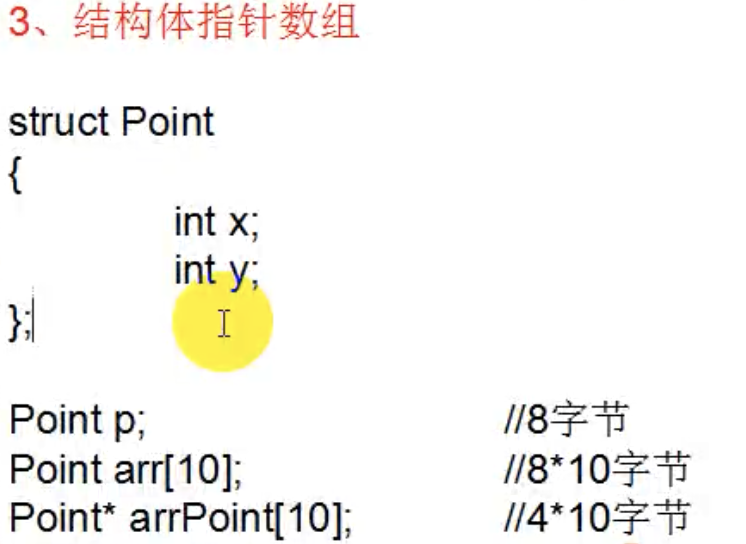 3、结构体指针数组
struct Point
{
int x;
int y;
};
Point p; //8字节
Point arr[10]; //8*10字节
Point* arrPoint[10]; //4*10字节